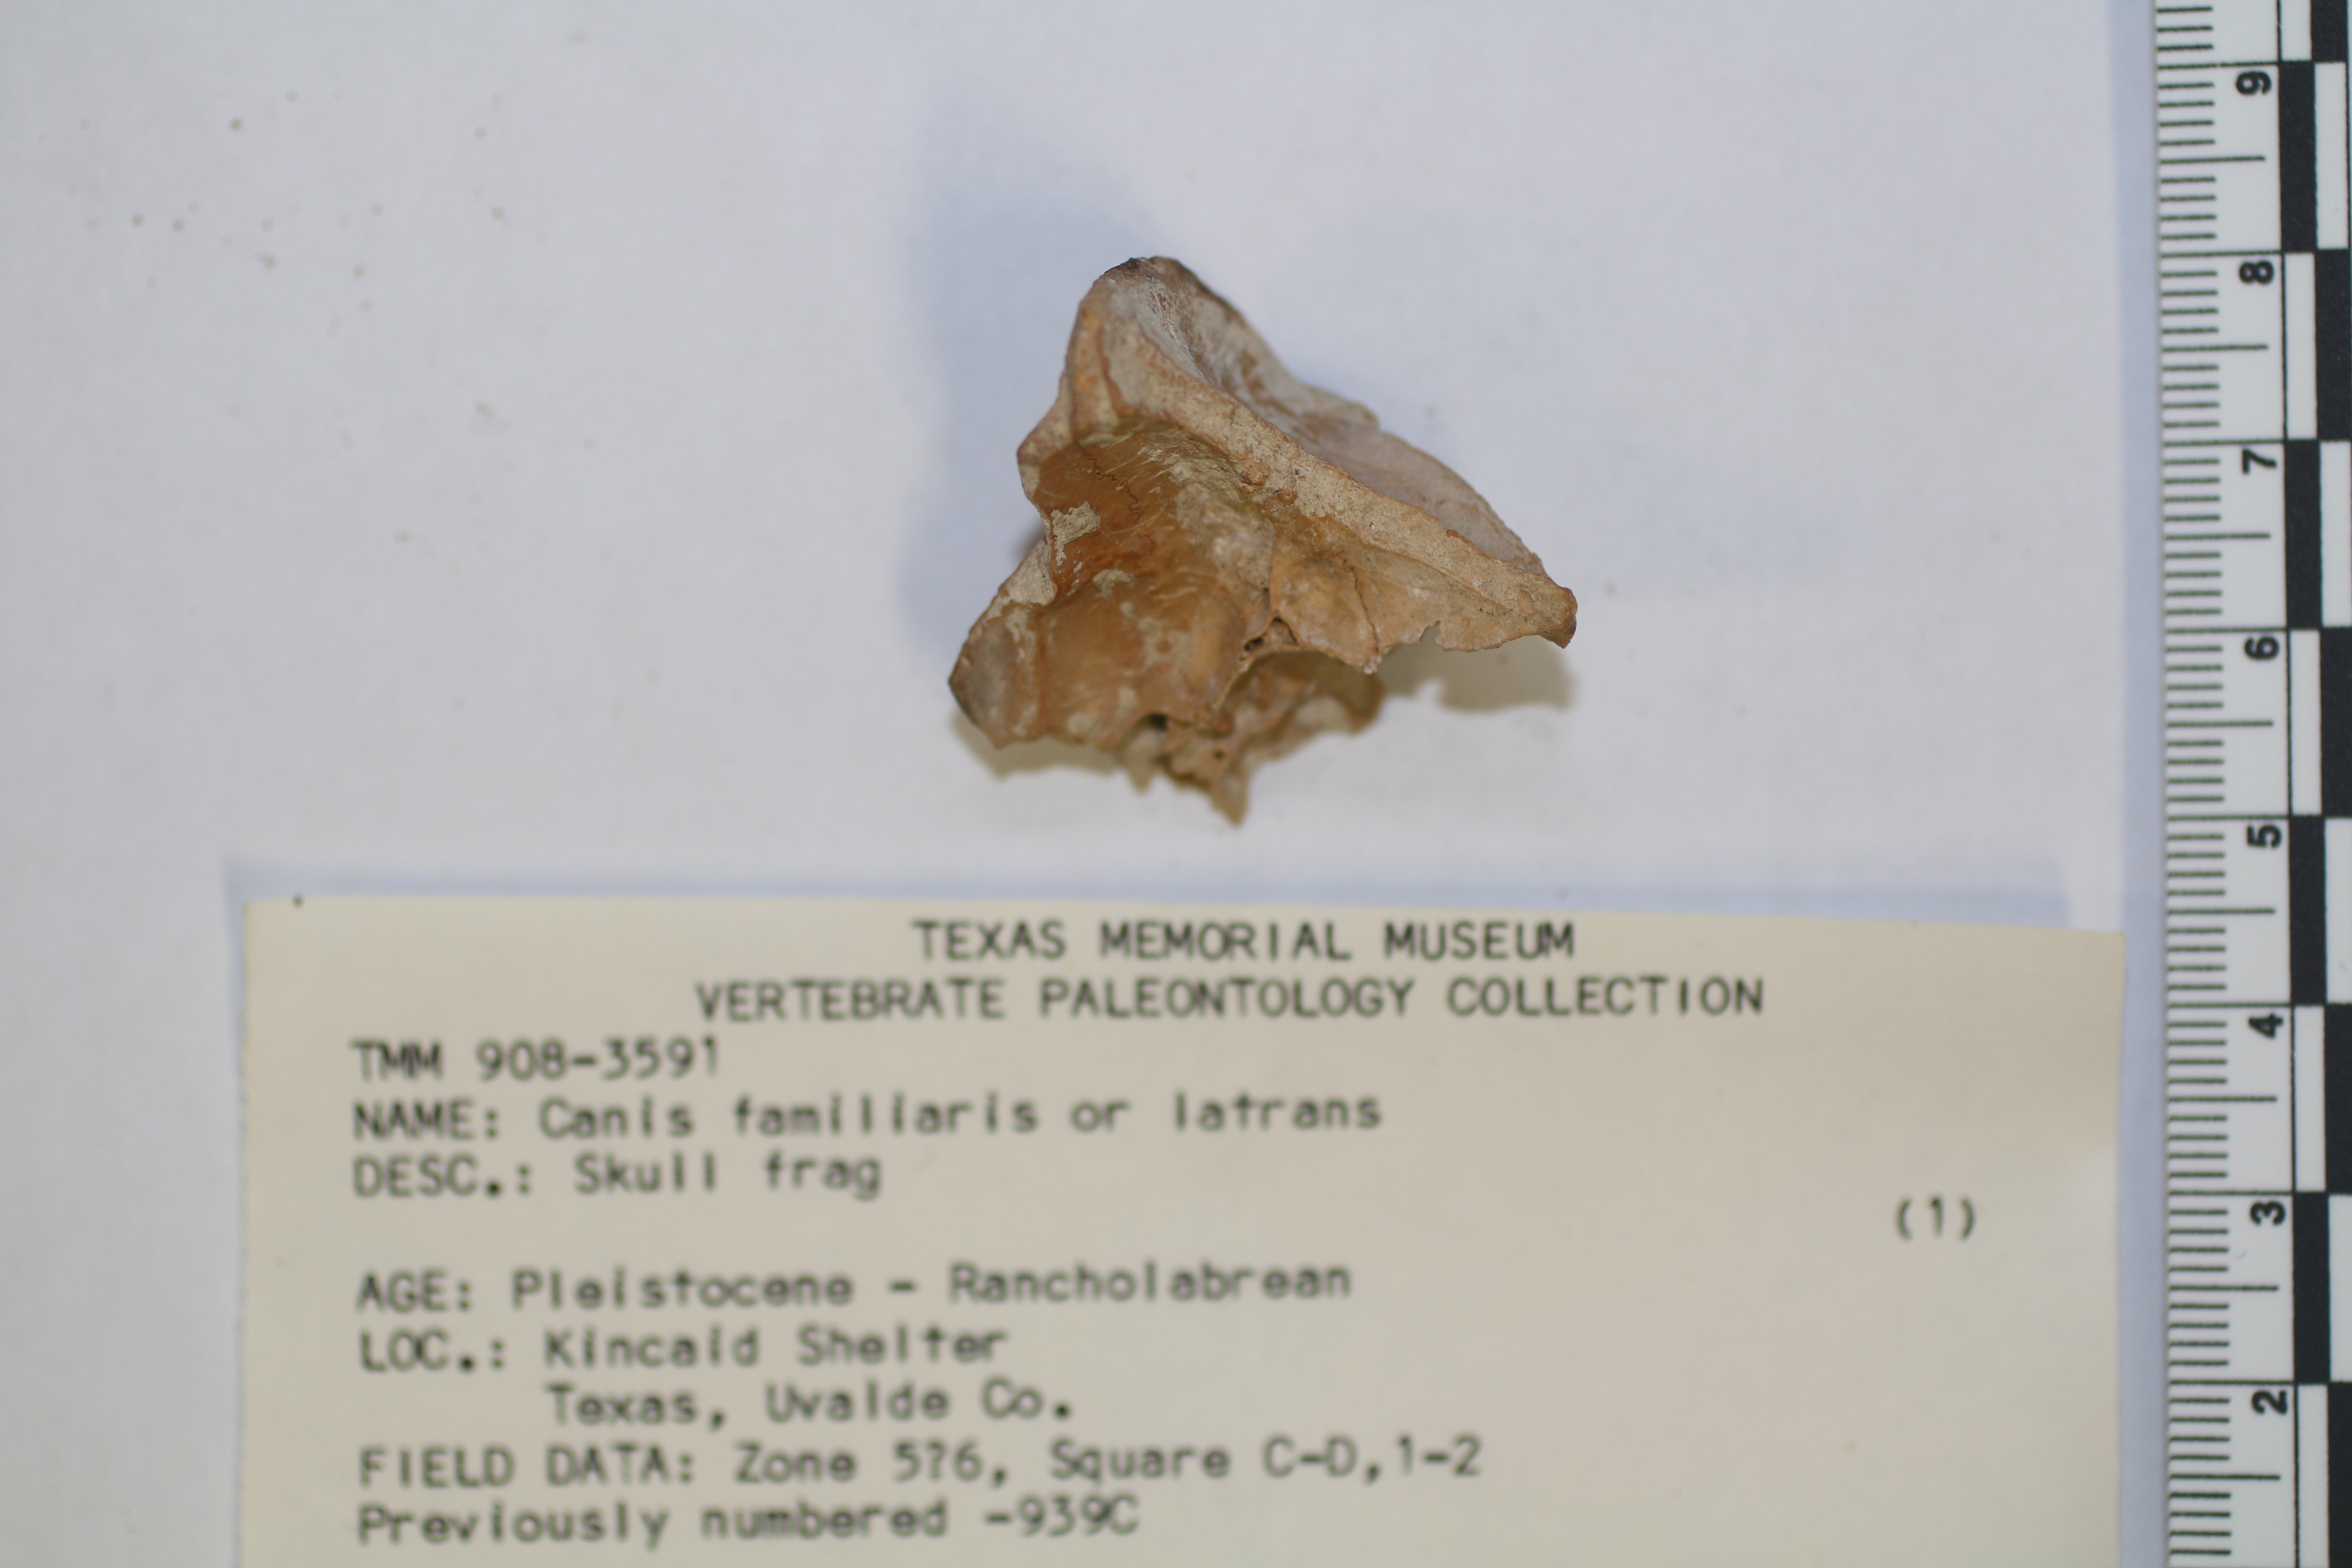 TEXAS MEMORIAL MUSEUM
VERTEBRATE PALEONTOLOGY COLLECTION
TMM 908-3591
NAME: Canis familiaris or latrans
DESC.: Skull frag
(1)
AGE: Pleistocene - Rancholabrean
LOC.: Kincaid Shelter
Texas, Uvalde Co.
FIELD DATA: Zone 5?6, Square C-D,1-2
Previously numbered -939C
9
8
7
6
5
4
3
2